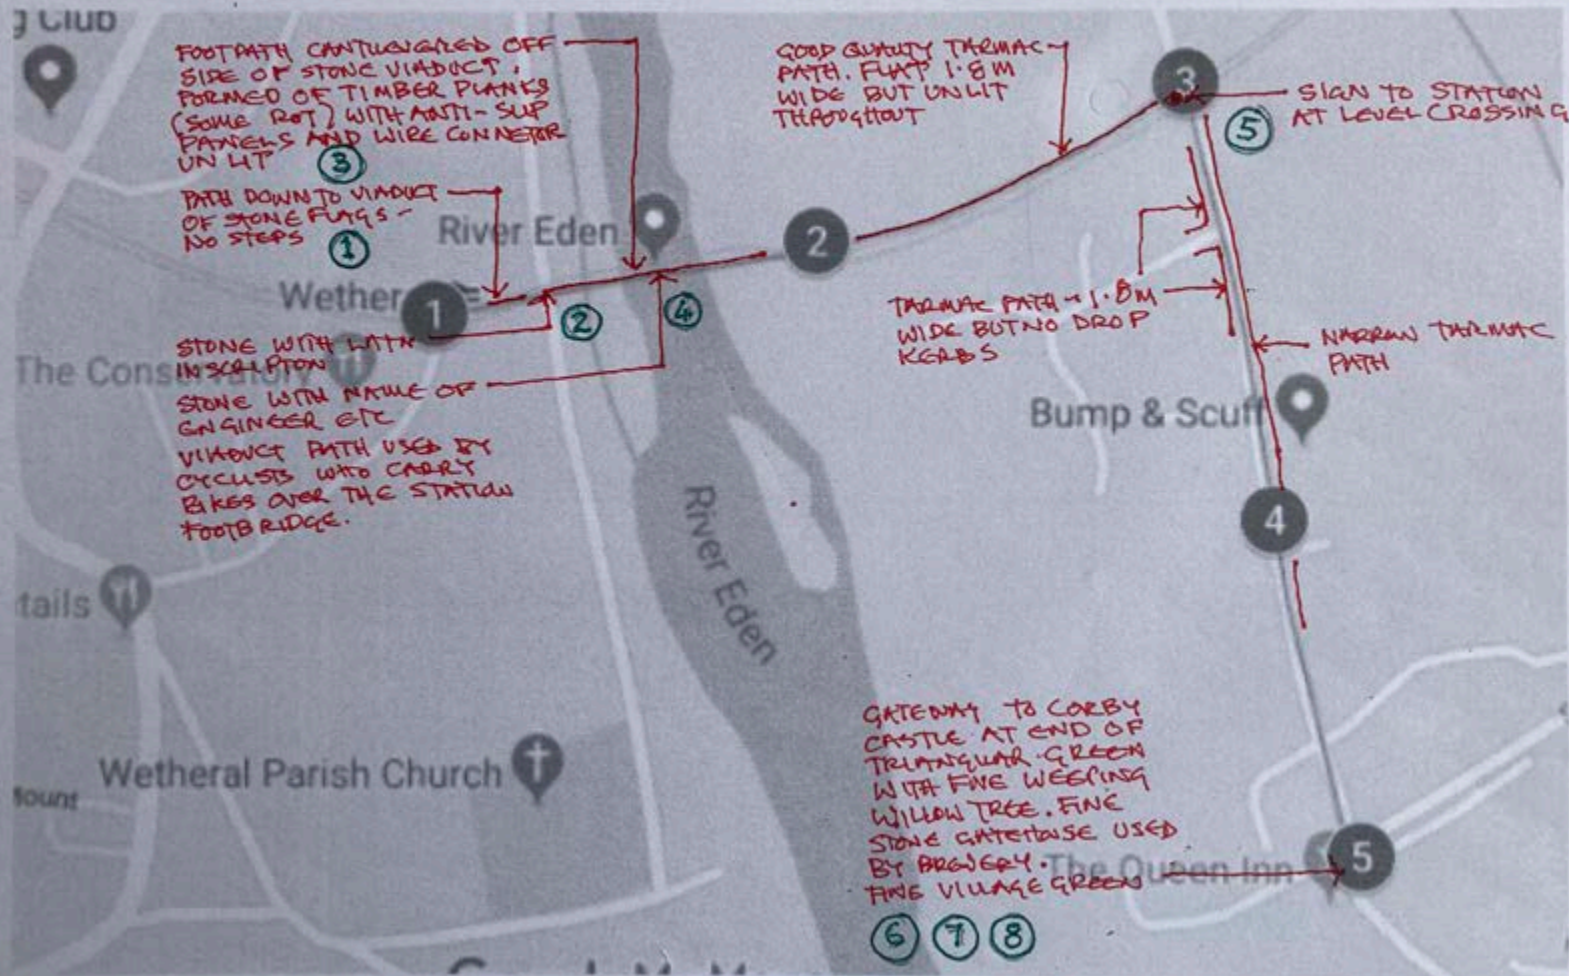 g Club
FOOTPATH CANTILEVERED OFF
SIDE OF STONE VIADUCT.
FORMED OF TIMBER PLANKS
(SOME ROT) WITH ANTI-SLIP
PANELS AND WIRE CONNETOR
UNLIT
3
PATH DOWN TO VIADUCT
OF STONE FLAGS -
NO STEPS
1
River Eden
GOOD QUALITY TARMAC
PATH. FLAT 1.8M
WIDE BUT UNLIT
THROUGHOUT
3
SIGN TO STATION
AT LEVEL CROSSING
5
2
Wether
1
2
4
STONE WITH LATIN
INSCRIPTON
The Conservatory
STONE WITH NAME OF
ENGINEER ETC
VIADUCT PATH USED BY
CYCLISTS WHO CARRY
BIKES OVER THE STATION
FOOTBRIDGE.
TARMAC PATH - 1.8M
WIDE BUT NO DROP
KERBS
NARROW TARMAC
PATH
Bump & Scuff
4
River Eden
tails
Wetheral Parish Church
Mount
GATEWAY TO CORBY
CASTLE AT END OF
TRIANGUAR GREEN
WITH FINE WEEPING
WILLOW TREE. FINE
STONE GATEHOUSE USED
BY BREWERY.
FINE VILLAGE GREEN
The Queen Inn
5
6 7 8